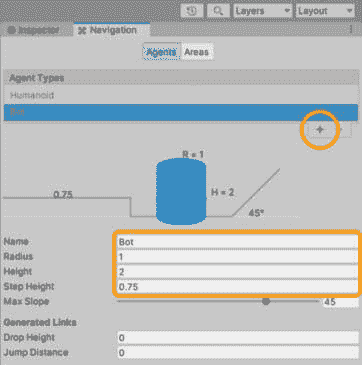 Layers Layout
Inspector Navigation
Agents Areas
Agent Types
Humanoid
Bot
R = 1
0.75
H = 2
45°
Name Bot
Radius 1
Height 2
Step Height 0.75
Max Slope 45
Generated Links
Drop Height 0
Jump Distance 0